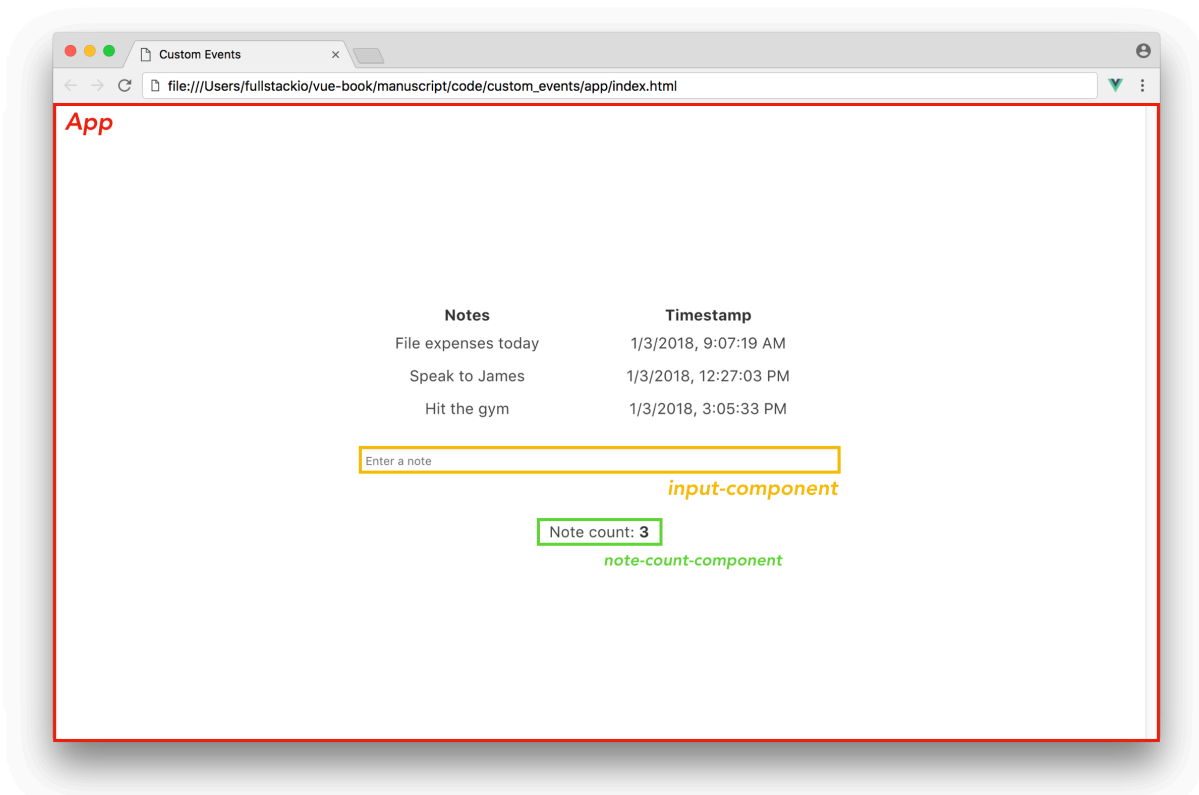 Custom Events
file:///Users/fullstackio/vue-book/manuscript/code/custom_events/app/index.html
App
Notes Timestamp
File expenses today 1/3/2018, 9:07:19 AM
Speak to James 1/3/2018, 12:27:03 PM
Hit the gym 1/3/2018, 3:05:33 PM
Enter a note
input-component
Note count: 3
note-count-component